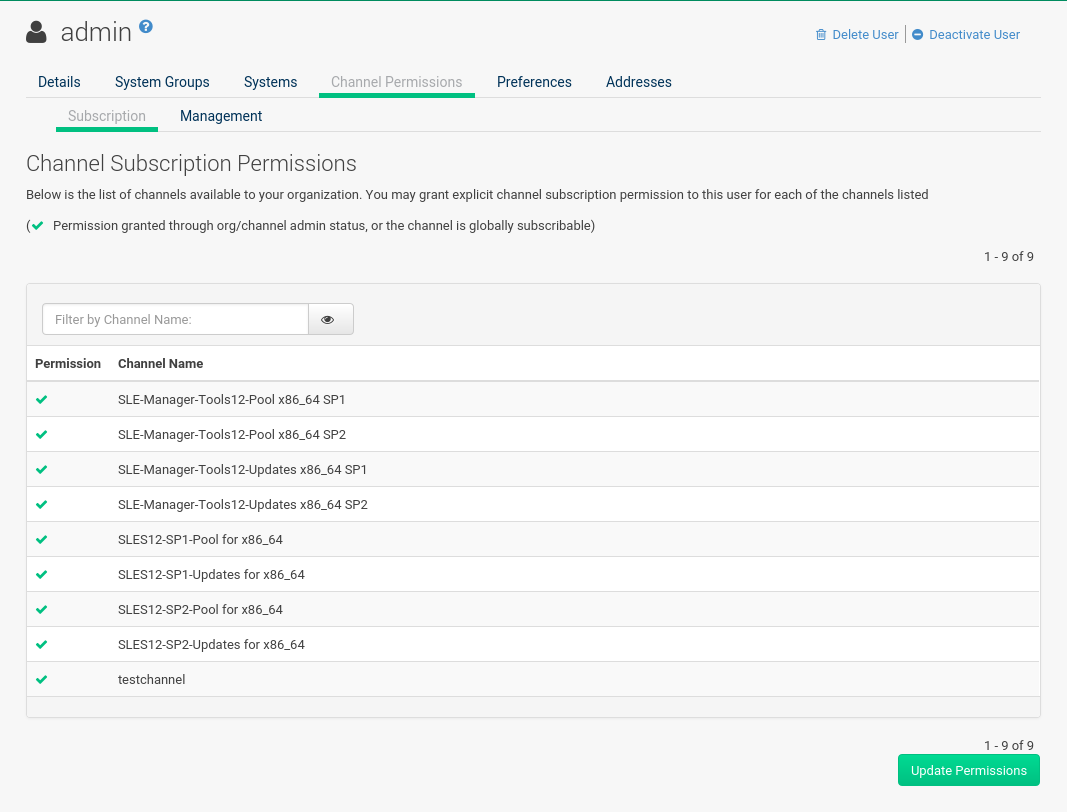 admin
Delete User
Deactivate User
Details
System Groups
Systems
Channel Permissions
Preferences
Addresses
Subscription
Management
Channel Subscription Permissions
Below is the list of channels available to your organization. You may grant explicit channel subscription permission to this user for each of the channels listed
( Permission granted through org/channel admin status, or the channel is globally subscribable)
1 - 9 of 9
Filter by Channel Name:
Permission Channel Name
SLE-Manager-Tools12-Pool x86_64 SP1
SLE-Manager-Tools12-Pool x86_64 SP2
SLE-Manager-Tools12-Updates x86_64 SP1
SLE-Manager-Tools12-Updates x86_64 SP2
SLES12-SP1-Pool for x86_64
SLES12-SP1-Updates for x86_64
SLES12-SP2-Pool for x86_64
SLES12-SP2-Updates for x86_64
testchannel
1 - 9 of 9
Update Permissions